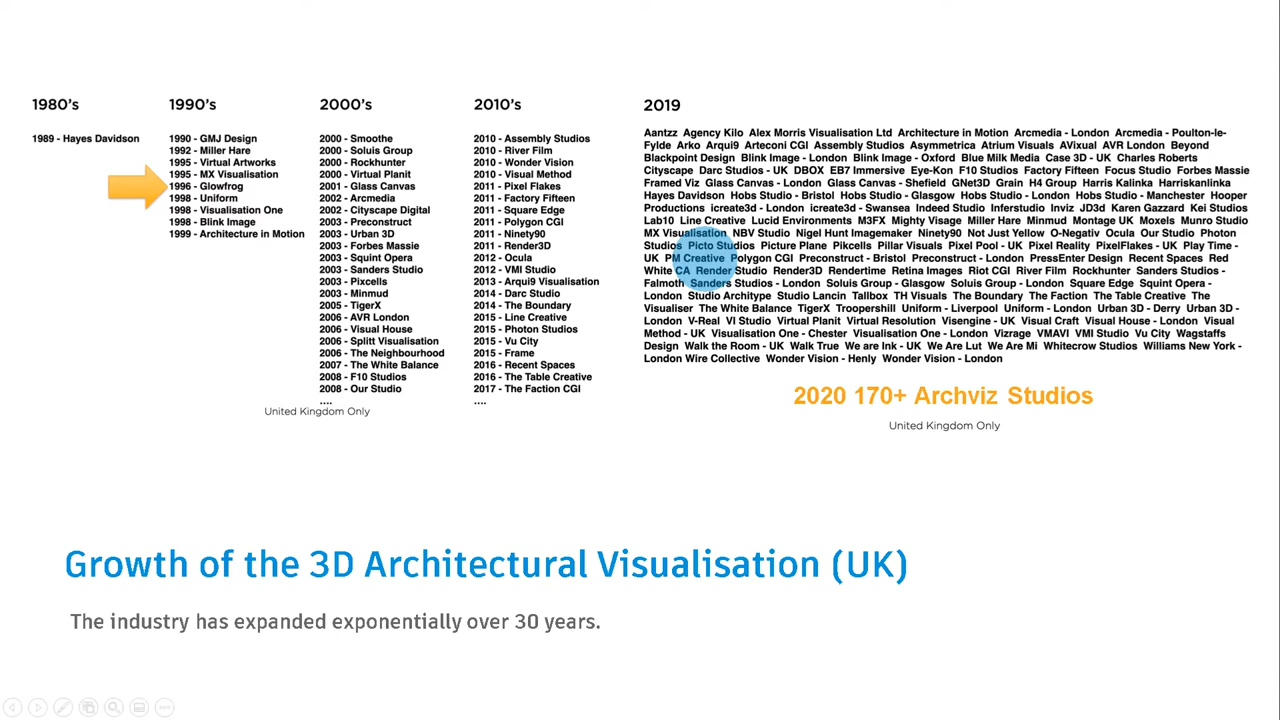 1980's
1989 - Hayes Davidson
1990's
1990 - GMJ Design
1992 - Miller Hare
1995 - Virtual Artworks
1995 - MX Visualisation
1996 - Glowfrog
1998 - Uniform
1998 - Visualisation One
1998 - Blink Image
1999 - Architecture in Motion
2000's
2000 - Smoothe
2000 - Soluis Group
2000 - Rockhunter
2000 - Virtual Planit
2001 - Glass Canvas
2002 - Arcmedia
2002 - Cityscape Digital
2003 - Urban 3D
2003 - Forbes Massie
2003 - Squint Opera
2003 - Sanders Studio
2003 - Pixcells
2003 - Minmud
2005 - TigerX
2006 - AVR London
2006 - Visual House
2006 - Splitt Visualisation
2006 - The Neighbourhood
2007 - The White Balance
2008 - F10 Studios
2008 - Our Studio
....
2010's
2010 - Assembly Studios
2010 - River Film
2010 - Wonder Vision
2010 - Visual Method
2011 - Pixel Flakes
2011 - Factory Fifteen
2011 - Square Edge
2011 - Polygon CGI
2011 - Ninety90
2011 - Render3D
2012 - Ocula
2012 - VMI Studio
2013 - Arqui9 Visualisation
2014 - Darc Studio
2014 - The Boundary
2015 - Line Creative
2015 - Photon Studios
2015 - Vu City
2015 - Frame
2016 - Recent Spaces
2016 - The Table Creative
2017 - The Faction CGI
....
United Kingdom Only
2019
Aantzz Agency Kilo Alex Morris Visualisation Ltd Architecture in Motion Arcmedia - London Arcmedia - Poulton-le-
Fylde Arko Arqui9 Arteconi CGI Assembly Studios Asymmetrica Atrium Visuals AVixual AVR London Beyond
Blackpoint Design Blink Image - London Blink Image - Oxford Blue Milk Media Case 3D - UK Charles Roberts
Cityscape Darc Studios - UK DBOX EB7 Immersive Eye-Kon F10 Studios Factory Fifteen Focus Studio Forbes Massie
Framed Viz Glass Canvas - London Glass Canvas - Shefield GNet3D Grain H4 Group Harris Kalinka Harriskanlinka
Hayes Davidson Hobs Studio - Bristol Hobs Studio - Glasgow Hobs Studio - London Hobs Studio - Manchester Hooper
Productions icreate3d - London icreate3d - Swansea Indeed Studio Inferstudio Inviz JD3d Karen Gazzard Kei Studios
Lab10 Line Creative Lucid Environments M3FX Mighty Visage Miller Hare Minmud Montage UK Moxels Munro Studio
MX Visualisation NBV Studio Nigel Hunt Imagemaker Ninety90 Not Just Yellow O-Negativ Ocula Our Studio Photon
Studios Picto Studios Picture Plane Pikcells Pillar Visuals Pixel Pool - UK Pixel Reality PixelFlakes - UK Play Time -
UK PM Creative Polygon CGI Preconstruct - Bristol Preconstruct - London PressEnter Design Recent Spaces Red
White CA Render Studio Render3D Rendertime Retina Images Riot CGI River Film Rockhunter Sanders Studios -
Falmoth Sanders Studios - London Soluis Group - Glasgow Soluis Group - London Square Edge Squint Opera -
London Studio Architype Studio Lancin Tallbox TH Visuals The Boundary The Faction The Table Creative The
Visualiser The White Balance TigerX Troopershill Uniform - Liverpool Uniform - London Urban 3D - Derry Urban 3D -
London V-Real VI Studio Virtual Planit Virtual Resolution Visengine - UK Visual Craft Visual House - London Visual
Method - UK Visualisation One - Chester Visualisation One - London Vizrage VMAVI VMI Studio Vu City Wagstaffs
Design Walk the Room - UK Walk True We are Ink - UK We Are Lut We Are Mi Whitecrow Studios Williams New York -
London Wire Collective Wonder Vision - Henly Wonder Vision - London
2020 170+ Archviz Studios
United Kingdom Only
Growth of the 3D Architectural Visualisation (UK)
The industry has expanded exponentially over 30 years.